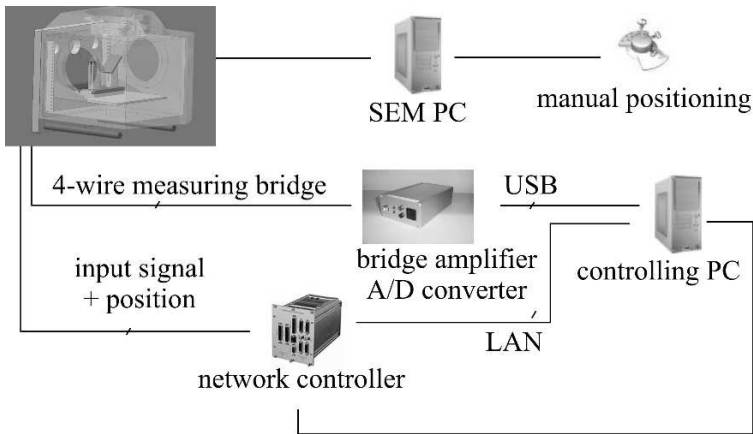 SEM PC
manual positioning
4-wire measuring bridge
USB
bridge amplifier
A/D converter
controlling PC
input signal
+ position
LAN
network controller